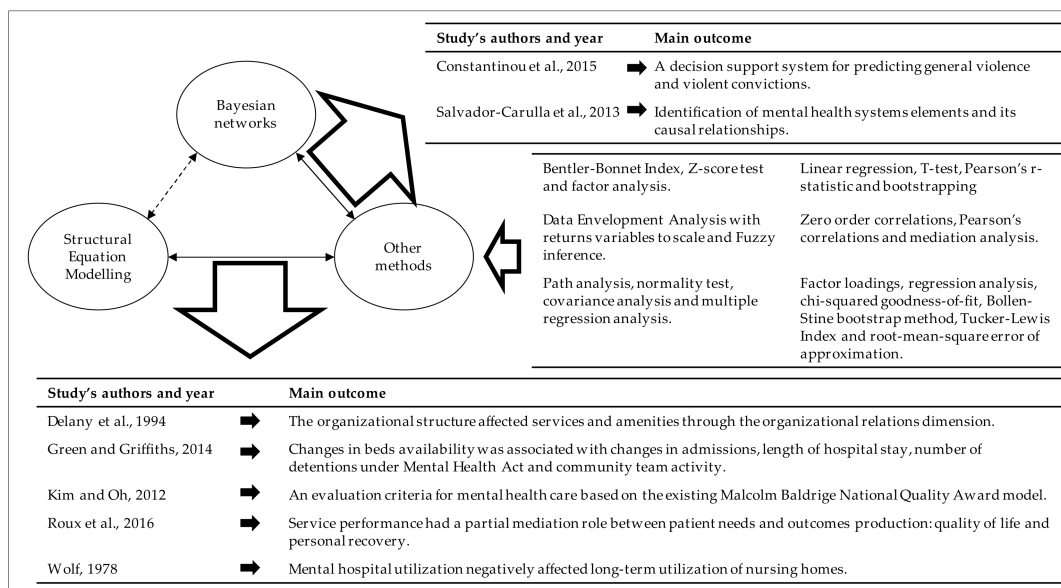 Study's authors and year Main outcome
Constantinou et al., 2015 A decision support system for predicting general violence
and violent convictions.
Salvador-Carulla et al., 2013 Identification of mental health systems elements and its
causal relationships.
Bayesian
networks
Structural
Equation
Modelling
Other
methods
Bentler-Bonnet Index, Z-score test
and factor analysis.
Linear regression, T-test, Pearson's r-
statistic and bootstrapping
Data Envelopment Analysis with
returns variables to scale and Fuzzy
inference.
Zero order correlations, Pearson's
correlations and mediation analysis.
Path analysis, normality test,
covariance analysis and multiple
regression analysis.
Factor loadings, regression analysis,
chi-squared goodness-of-fit, Bollen-
Stine bootstrap method, Tucker-Lewis
Index and root-mean-square error of
approximation.
Study's authors and year Main outcome
Delany et al., 1994 The organizational structure affected services and amenities through the organizational relations dimension.
Green and Griffiths, 2014 Changes in beds availability was associated with changes in admissions, length of hospital stay, number of
detentions under Mental Health Act and community team activity.
Kim and Oh, 2012 An evaluation criteria for mental health care based on the existing Malcolm Baldrige National Quality Award model.
Roux et al., 2016 Service performance had a partial mediation role between patient needs and outcomes production: quality of life and
personal recovery.
Wolf, 1978 Mental hospital utilization negatively affected long-term utilization of nursing homes.